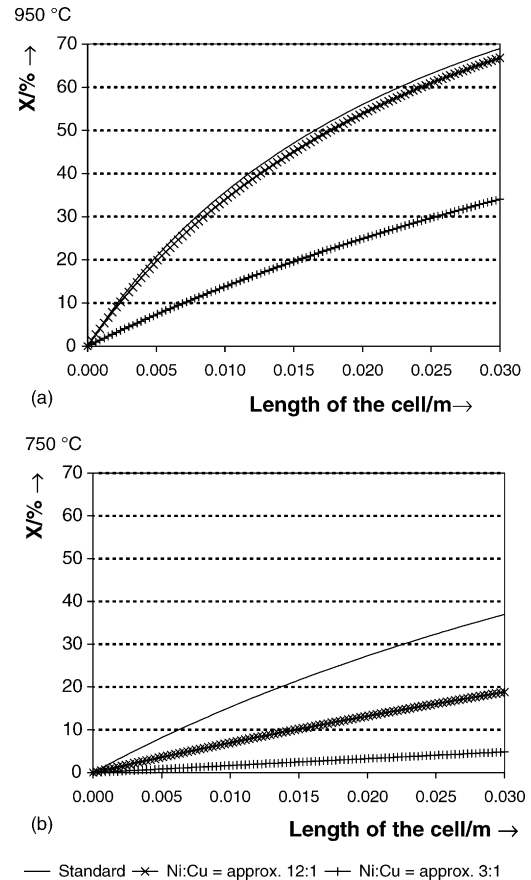 950 °C
X/% →
70
60
50
40
30
20
10
0
0.000 0.005 0.010 0.015 0.020 0.025 0.030
(a)
Length of the cell/m→
750 °C
X/% →
70
60
50
40
30
20
10
0
0.000 0.005 0.010 0.015 0.020 0.025 0.030
(b)
Length of the cell/m →
Standard Ni:Cu = approx. 12:1 Ni:Cu = approx. 3:1